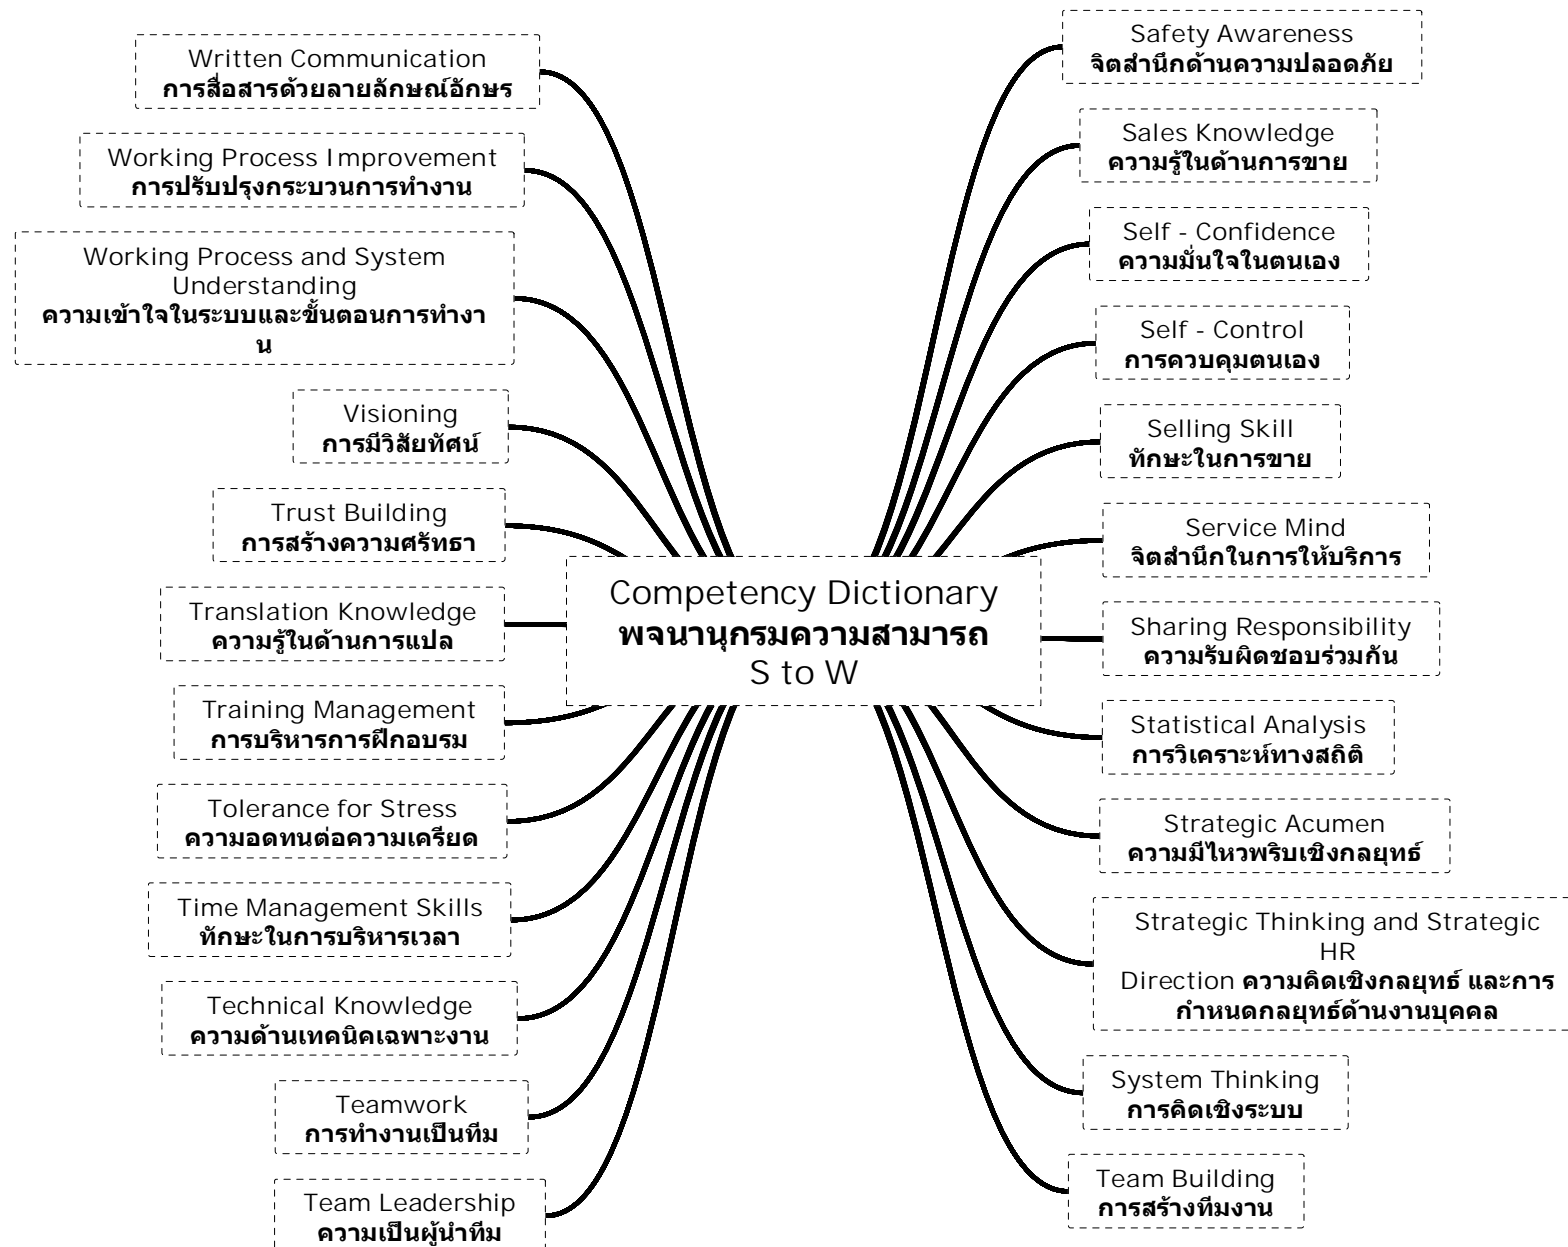 Competency Dictionary
พจนานุกรมความสามารถ
S to W
Safety Awareness
จิตสำนึกด้านความปลอดภัย
Sales Knowledge
ความรู้ในด้านการขาย
Self - Confidence
ความมั่นใจในตนเอง
Self - Control
การควบคุมตนเอง
Selling Skill
ทักษะในการขาย
Service Mind
จิตสำนึกในการให้บริการ
Sharing Responsibility
ความรับผิดชอบร่วมกัน
Statistical Analysis
การวิเคราะห์ทางสถิติ
Strategic Acumen
ความมีไหวพริบเชิงกลยุทธ์
Strategic Thinking and Strategic
HR
Direction ความคิดเชิงกลยุทธ์ และการ
กำหนดกลยุทธ์ด้านงานบุคคล
System Thinking
การคิดเชิงระบบ
Team Building
การสร้างทีมงาน
Written Communication
การสื่อสารด้วยลายลักษณ์อักษร
Working Process Improvement
การปรับปรุงกระบวนการทำงาน
Working Process and System
Understanding
ความเข้าใจในระบบและขั้นตอนการทำงา
น
Visioning
การมีวิสัยทัศน์
Trust Building
การสร้างความศรัทธา
Translation Knowledge
ความรู้ในด้านการแปล
Training Management
การบริหารการฝึกอบรม
Tolerance for Stress
ความอดทนต่อความเครียด
Time Management Skills
ทักษะในการบริหารเวลา
Technical Knowledge
ความด้านเทคนิคเฉพาะงาน
Teamwork
การทำงานเป็นทีม
Team Leadership
ความเป็นผู้นำทีม